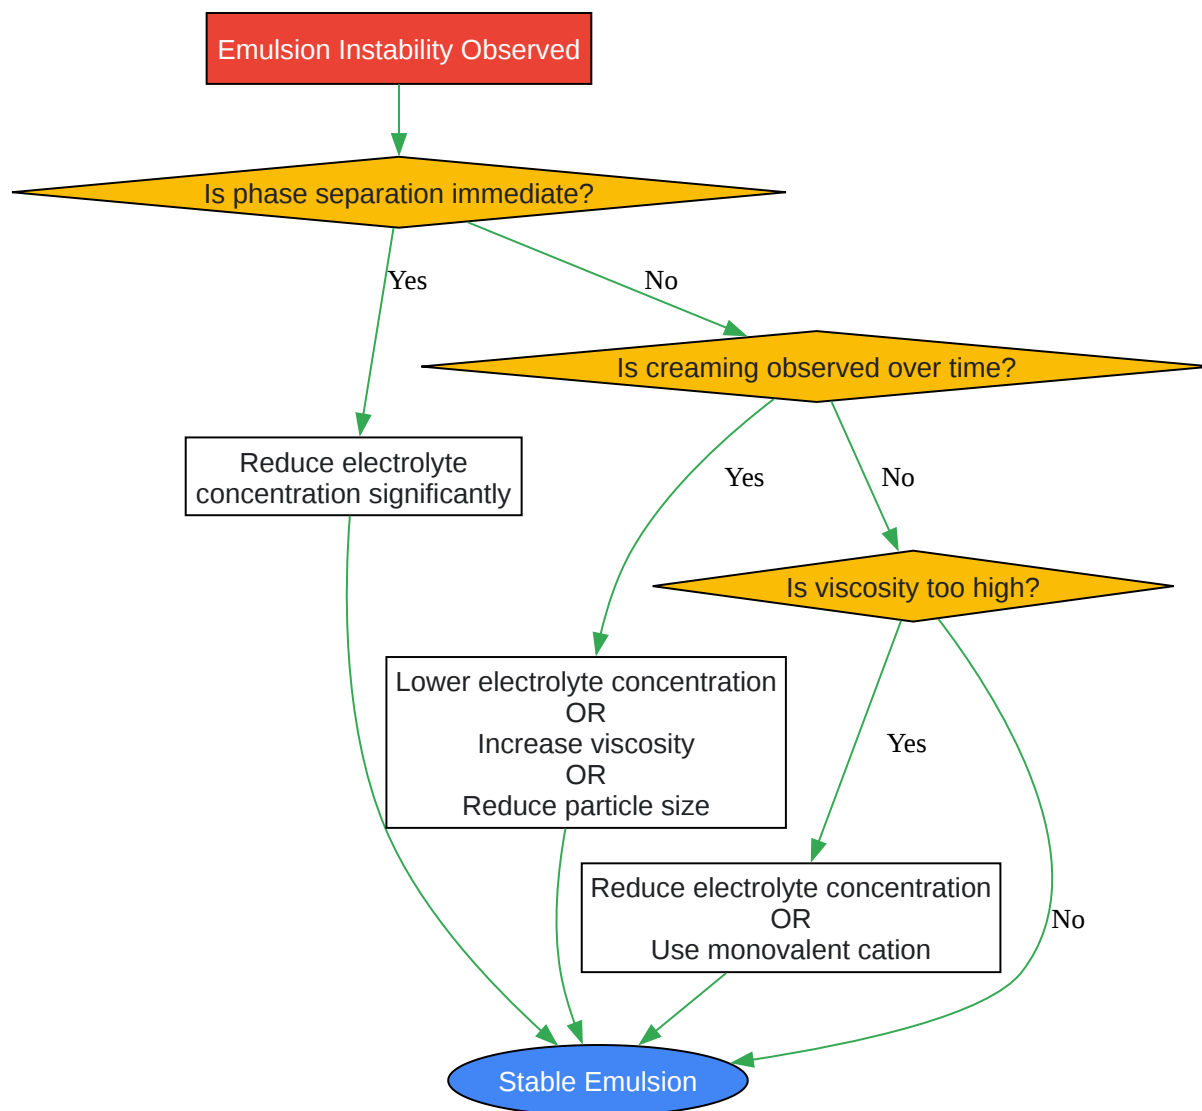 Emulsion Instability Observed
Is phase separation immediate?
Yes
No
Is creaming observed over time?
Reduce electrolyte
concentration significantly
Yes
No
Is viscosity too high?
Lower electrolyte concentration
OR
Increase viscosity
OR
Reduce particle size
Yes
Reduce electrolyte concentration
OR
Use monovalent cation
No
Stable Emulsion